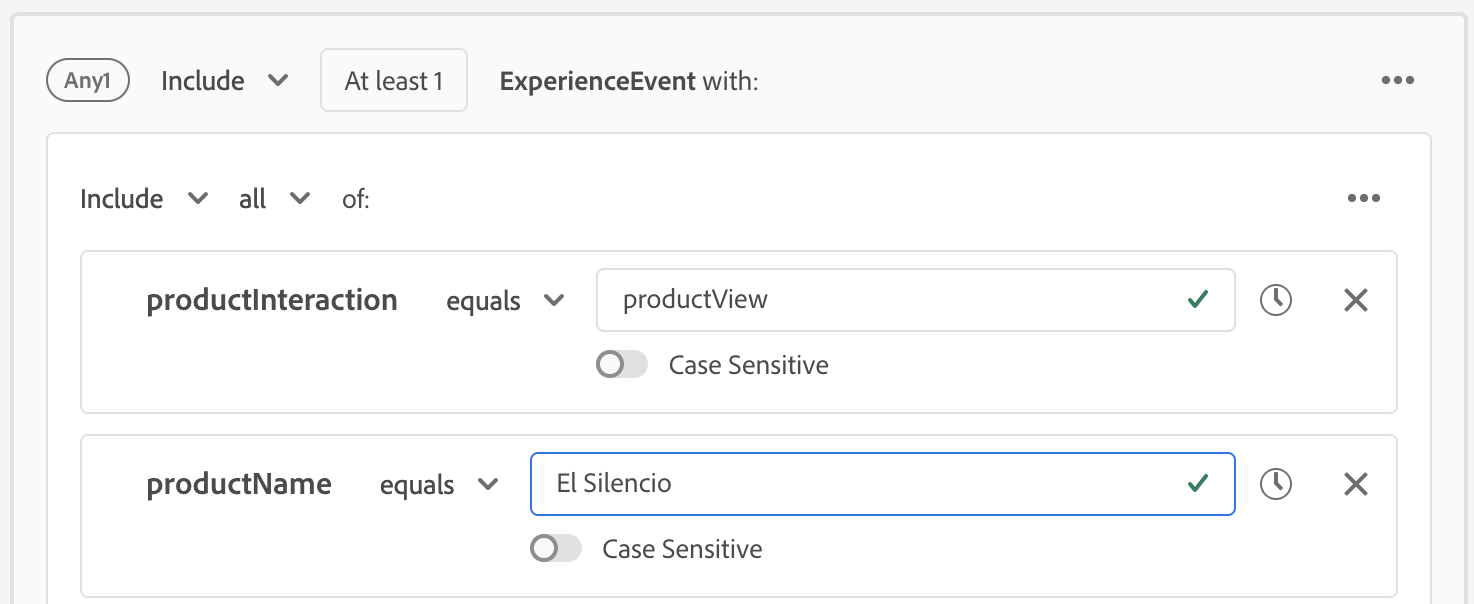 Any1 Include At least 1 ExperienceEvent with:
Include all of:
productInteraction equals productView
Case Sensitive
productName equals El Silencio
Case Sensitive